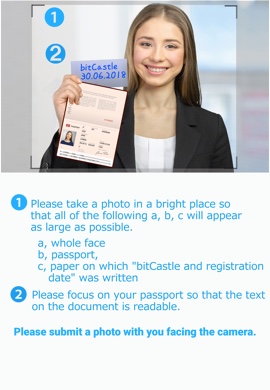 1
2
bitCastle
30.06.2018
1 Please take a photo in a bright place so
that all of the following a, b, c will appear
as large as possible.
a, whole face
b, passport,
c, paper on which "bitCastle and registration
date" was written
2 Please focus on your passport so that the text
on the document is readable.
Please submit a photo with you facing the camera.